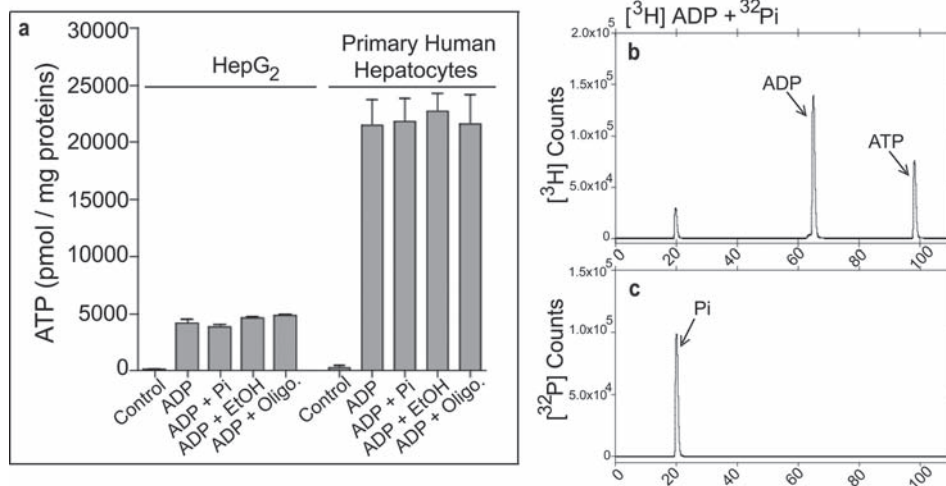 a
HepG₂
Primary Human
Hepatocytes
ATP (pmol / mg proteins)
30000
25000
20000
15000
10000
5000
0
Control
ADP
ADP + Pi
ADP + EtOH
ADP + Oligo.
Control
ADP
ADP + Pi
ADP + EtOH
ADP + Oligo.
[³H] ADP + ³²Pi
b
[³H] Counts
2.0x10⁵
1.5x10⁵
1.0x10⁵
5.0x10⁴
0
ADP
ATP
0 20 40 60 80 100
c
[³²P] Counts
1.5x10⁵
1.0x10⁵
5.0x10⁴
0
Pi
0 20 40 60 80 100